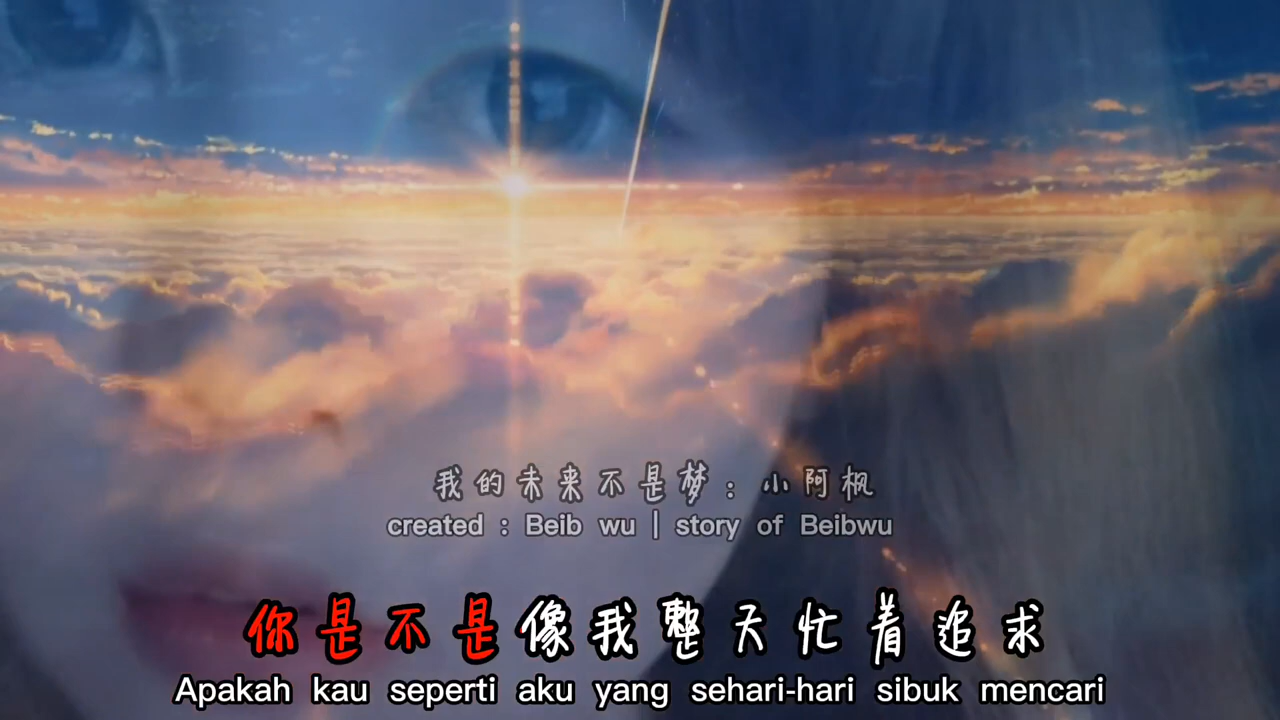 我的未来不是梦：小阿枫
created : Beib wu | story of Beibwu
你是不是像我整天忙着追求
Apakah kau seperti aku yang sehari-hari sibuk mencari